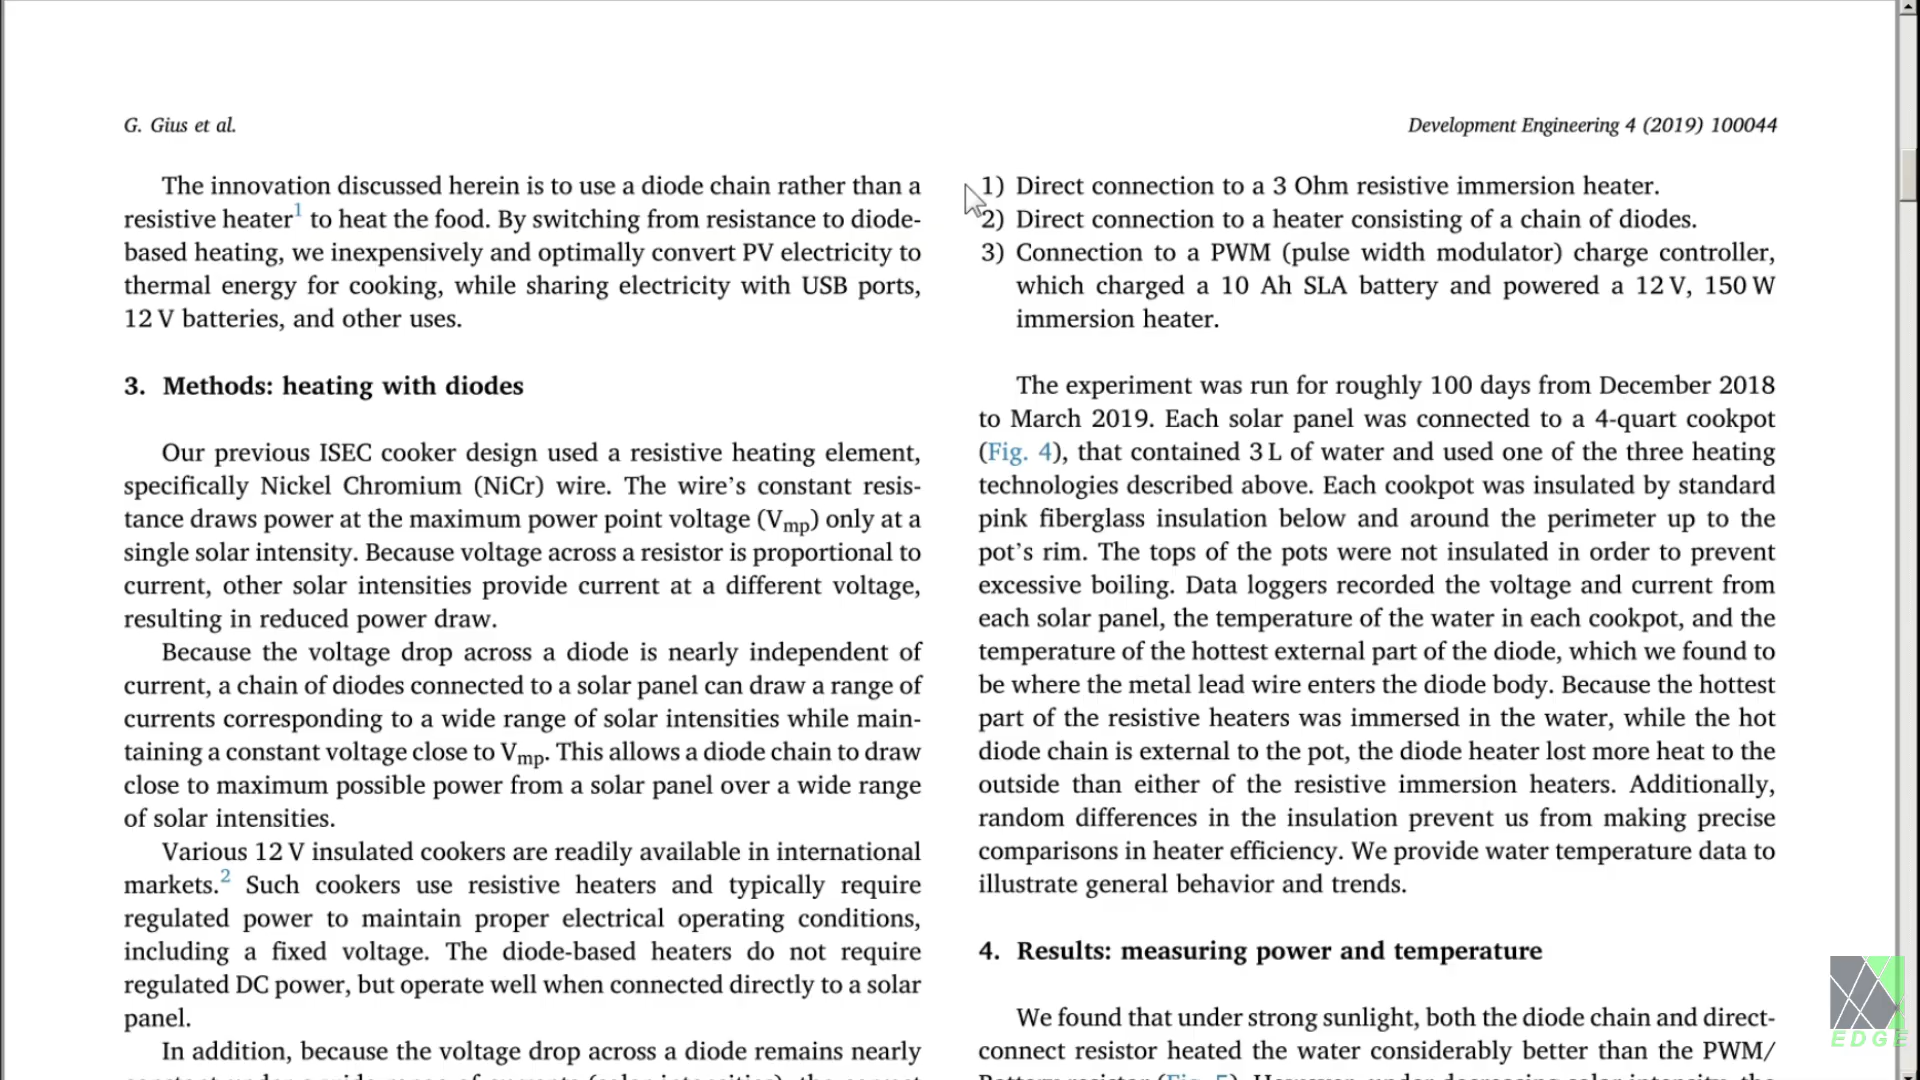 G. Gius et al.
Development Engineering 4 (2019) 100044
The innovation discussed herein is to use a diode chain rather than a
resistive heater1 to heat the food. By switching from resistance to diode-
based heating, we inexpensively and optimally convert PV electricity to
thermal energy for cooking, while sharing electricity with USB ports,
12 V batteries, and other uses.
3. Methods: heating with diodes
Our previous ISEC cooker design used a resistive heating element,
specifically Nickel Chromium (NiCr) wire. The wire's constant resis-
tance draws power at the maximum power point voltage (Vmp) only at a
single solar intensity. Because voltage across a resistor is proportional to
current, other solar intensities provide current at a different voltage,
resulting in reduced power draw.
Because the voltage drop across a diode is nearly independent of
current, a chain of diodes connected to a solar panel can draw a range of
currents corresponding to a wide range of solar intensities while main-
taining a constant voltage close to Vmp. This allows a diode chain to draw
close to maximum possible power from a solar panel over a wide range
of solar intensities.
Various 12 V insulated cookers are readily available in international
markets.2 Such cookers use resistive heaters and typically require
regulated power to maintain proper electrical operating conditions,
including a fixed voltage. The diode-based heaters do not require
regulated DC power, but operate well when connected directly to a solar
panel.
In addition, because the voltage drop across a diode remains nearly
1) Direct connection to a 3 Ohm resistive immersion heater.
2) Direct connection to a heater consisting of a chain of diodes.
3) Connection to a PWM (pulse width modulator) charge controller,
which charged a 10 Ah SLA battery and powered a 12 V, 150 W
immersion heater.
The experiment was run for roughly 100 days from December 2018
to March 2019. Each solar panel was connected to a 4-quart cookpot
(Fig. 4), that contained 3 L of water and used one of the three heating
technologies described above. Each cookpot was insulated by standard
pink fiberglass insulation below and around the perimeter up to the
pot's rim. The tops of the pots were not insulated in order to prevent
excessive boiling. Data loggers recorded the voltage and current from
each solar panel, the temperature of the water in each cookpot, and the
temperature of the hottest external part of the diode, which we found to
be where the metal lead wire enters the diode body. Because the hottest
part of the resistive heaters was immersed in the water, while the hot
diode chain is external to the pot, the diode heater lost more heat to the
outside than either of the resistive immersion heaters. Additionally,
random differences in the insulation prevent us from making precise
comparisons in heater efficiency. We provide water temperature data to
illustrate general behavior and trends.
4. Results: measuring power and temperature
We found that under strong sunlight, both the diode chain and direct-
connect resistor heated the water considerably better than the PWM/
EDGE